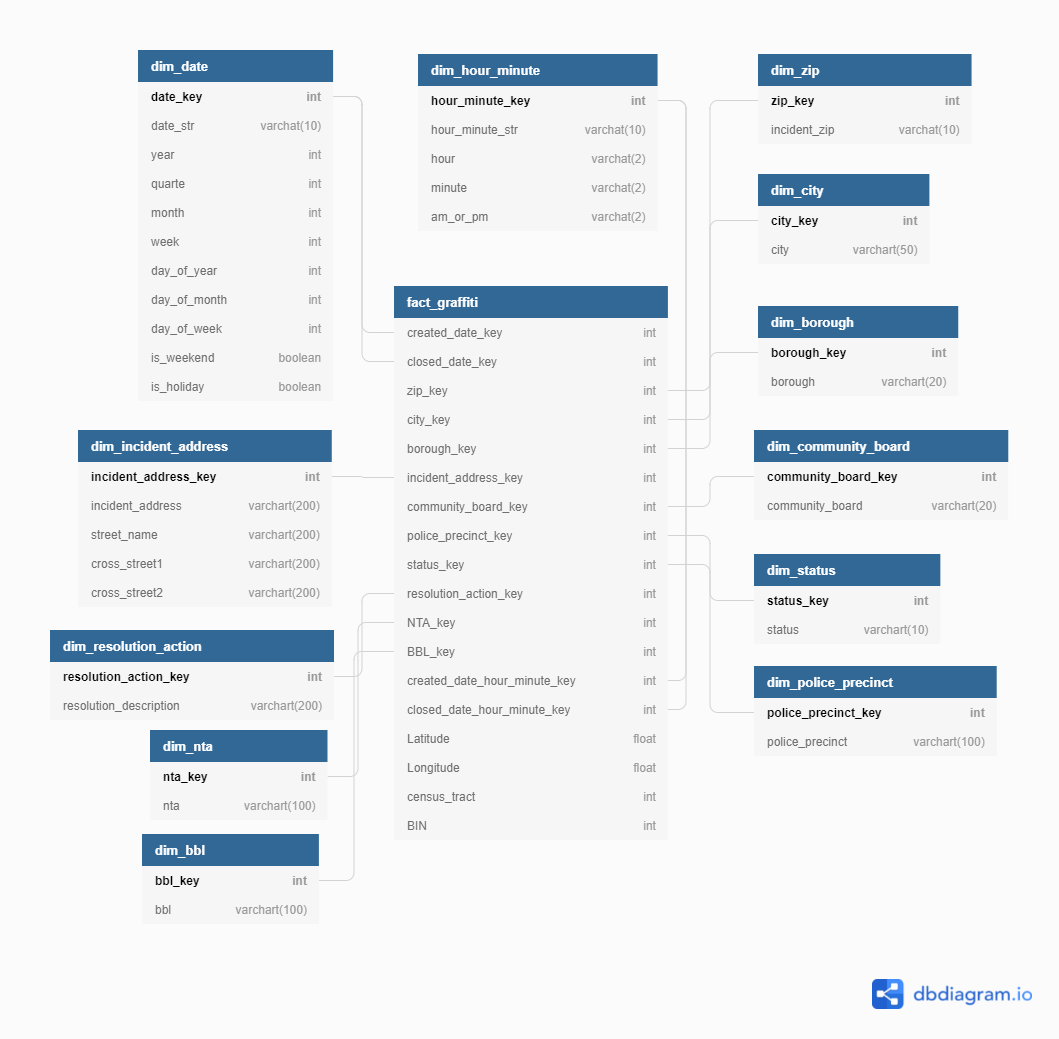 dim_date
date_key int
date_str varchat(10)
year int
quarte int
month int
week int
day_of_year int
day_of_month int
day_of_week int
is_weekend boolean
is_holiday boolean
dim_hour_minute
hour_minute_key int
hour_minute_str varchat(10)
hour varchat(2)
minute varchat(2)
am_or_pm varchat(2)
dim_zip
zip_key int
incident_zip varchat(10)
dim_city
city_key int
city varchart(50)
dim_borough
borough_key int
borough varchart(20)
fact_graffiti
created_date_key int
closed_date_key int
zip_key int
city_key int
borough_key int
incident_address_key int
community_board_key int
police_precinct_key int
status_key int
resolution_action_key int
NTA_key int
BBL_key int
created_date_hour_minute_key int
closed_date_hour_minute_key int
Latitude float
Longitude float
census_tract int
BIN int
dim_incident_address
incident_address_key int
incident_address varchart(200)
street_name varchart(200)
cross_street1 varchart(200)
cross_street2 varchart(200)
dim_community_board
community_board_key int
community_board varchart(20)
dim_status
status_key int
status varchart(10)
dim_resolution_action
resolution_action_key int
resolution_description varchart(200)
dim_police_precinct
police_precinct_key int
police_precinct varchart(100)
dim_nta
nta_key int
nta varchart(100)
dim_bbl
bbl_key int
bbl varchart(100)
dbdiagram.io